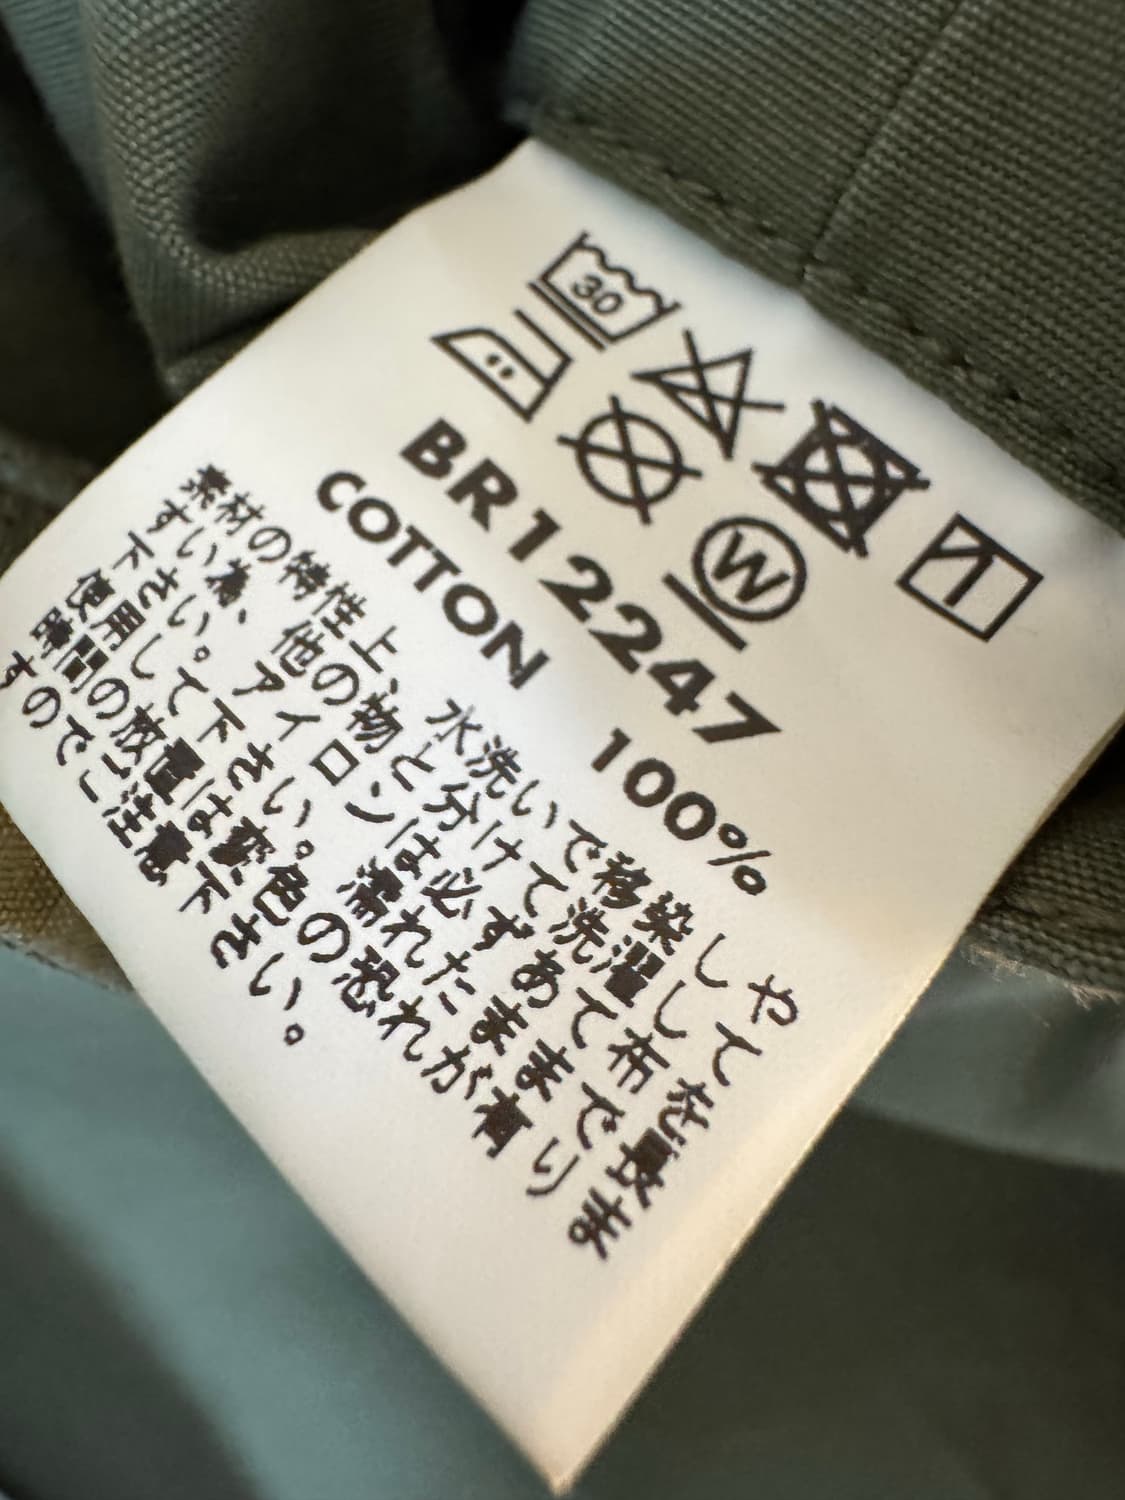 30
W
BR12247
COTTON 100%
素材の特性上、水洗いで移染しや
すい為、他の物と分けて洗濯して
下さい。アイロンは必ずあて布を
使用して下さい。濡れたままで長
時間の放置は変色の恐れが有りま
すのでご注意下さい。